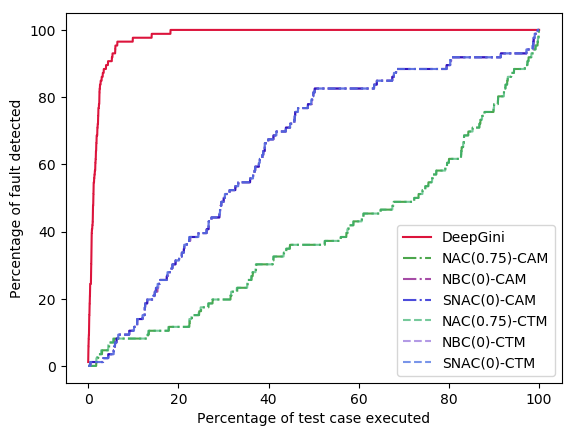 100
80
60
40
20
0
Percentage of fault detected
DeepGini
NAC(0.75)-CAM
NBC(0)-CAM
SNAC(0)-CAM
NAC(0.75)-CTM
NBC(0)-CTM
SNAC(0)-CTM
0 20 40 60 80 100
Percentage of test case executed